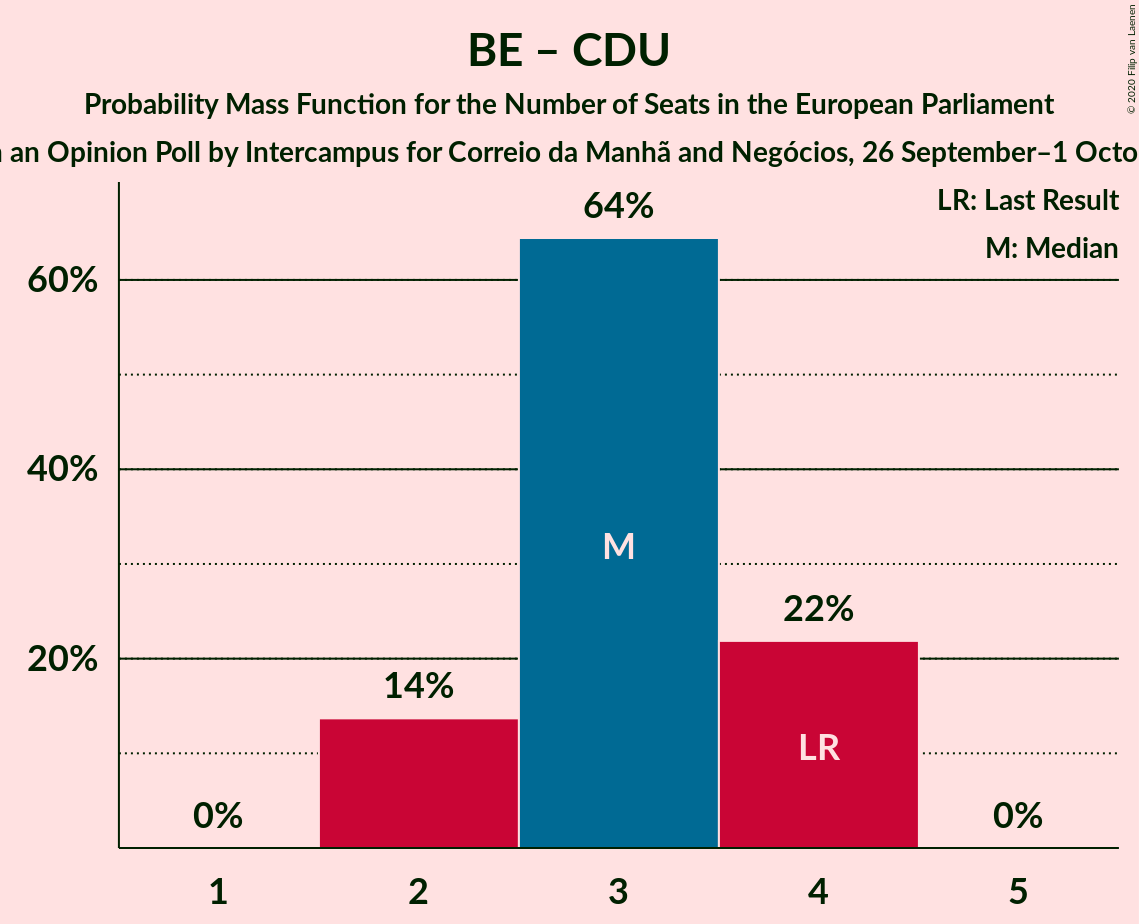 BE – CDU
Probability Mass Function for the Number of Seats in the European Parliament
an Opinion Poll by Intercampus for Correio da Manhã and Negócios, 26 September–1 Octo
© 2020 Filip van Laenen
LR: Last Result
M: Median
64%
60%
40%
M
22%
20%
14%
LR
0%
0%
1
2
3
4
5